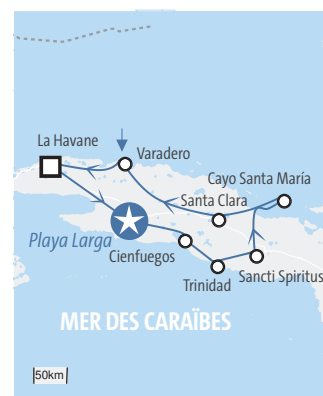 La Havane
Varadero
Cayo Santa María
Santa Clara
Playa Larga
Cienfuegos
Sancti Spiritus
Trinidad
MER DES CARAÏBES
50km